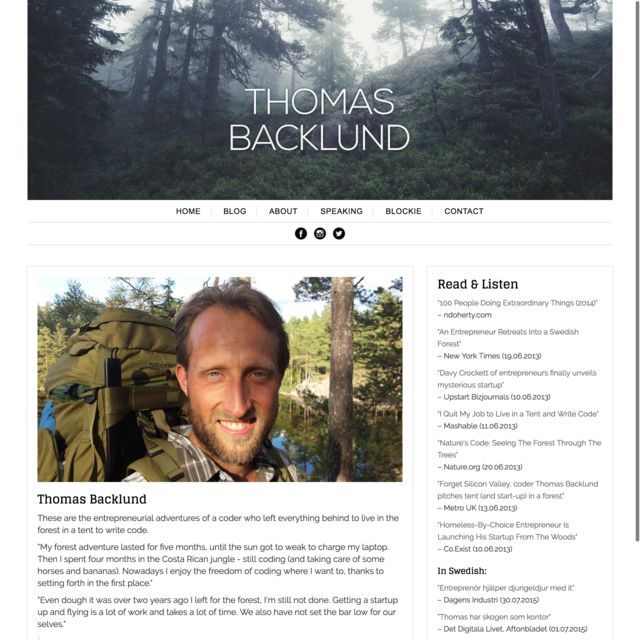 THOMAS
BACKLUND
HOME
BLOG
ABOUT
SPEAKING
BLOCKIE
CONTACT
Thomas Backlund
These are the entrepreneurial adventures of a coder who left everything behind to live in the
forest in a tent to write code.
"My forest adventure lasted for five months, until the sun got to weak to charge my laptop.
Then I spent four months in the Costa Rican jungle - still coding (and taking care of some
horses and bananas). Nowadays I enjoy the freedom of coding where I want to, thanks to
setting forth in the first place."
"Even dough it was over two years ago I left for the forest, I'm still not done. Getting a startup
up and flying is a lot of work and takes a lot of time. We also have not set the bar low for our
selves."
Read & Listen
"100 People Doing Extraordinary Things (2014)"
– ndoherty.com
"An Entrepreneur Retreats Into a Swedish
Forest"
– New York Times (19.06.2013)
"Davy Crockett of entrepreneurs finally unveils
mysterious startup"
– Upstart Bizjournals (10.06.2013)
"I Quit My Job to Live in a Tent and Write Code"
– Mashable (11.06.2013)
"Nature's Code: Seeing The Forest Through The
Trees"
– Nature.org (20.06.2013)
"Forget Silicon Valley, coder Thomas Backlund
pitches tent (and start-up) in a forest"
– Metro UK (13.06.2013)
"Homeless-By-Choice Entrepreneur Is
Launching His Startup From The Woods"
– Co.Exist (10.06.2013)
In Swedish:
"Entreprenör hjälper djungeldjur med it"
– Dagens Industri (30.07.2015)
"Thomas har skogen som kontor"
– Det Digitala Livet, Aftonbladet (01.07.2015)